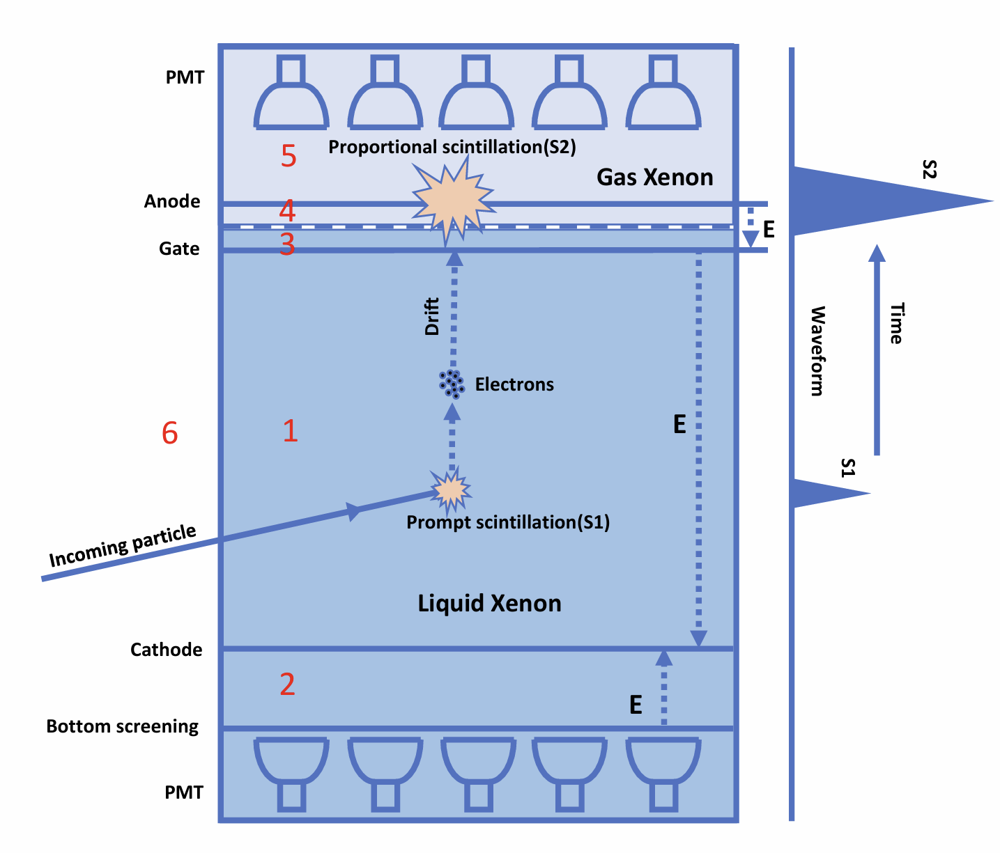 PMT
Proportional scintillation(S2)
5
Gas Xenon
S2
Anode
4
E
3
Gate
Drift
Waveform
Time
Electrons
6
1
E
S1
Prompt scintillation(S1)
Incoming particle
Liquid Xenon
Cathode
2
E
Bottom screening
PMT